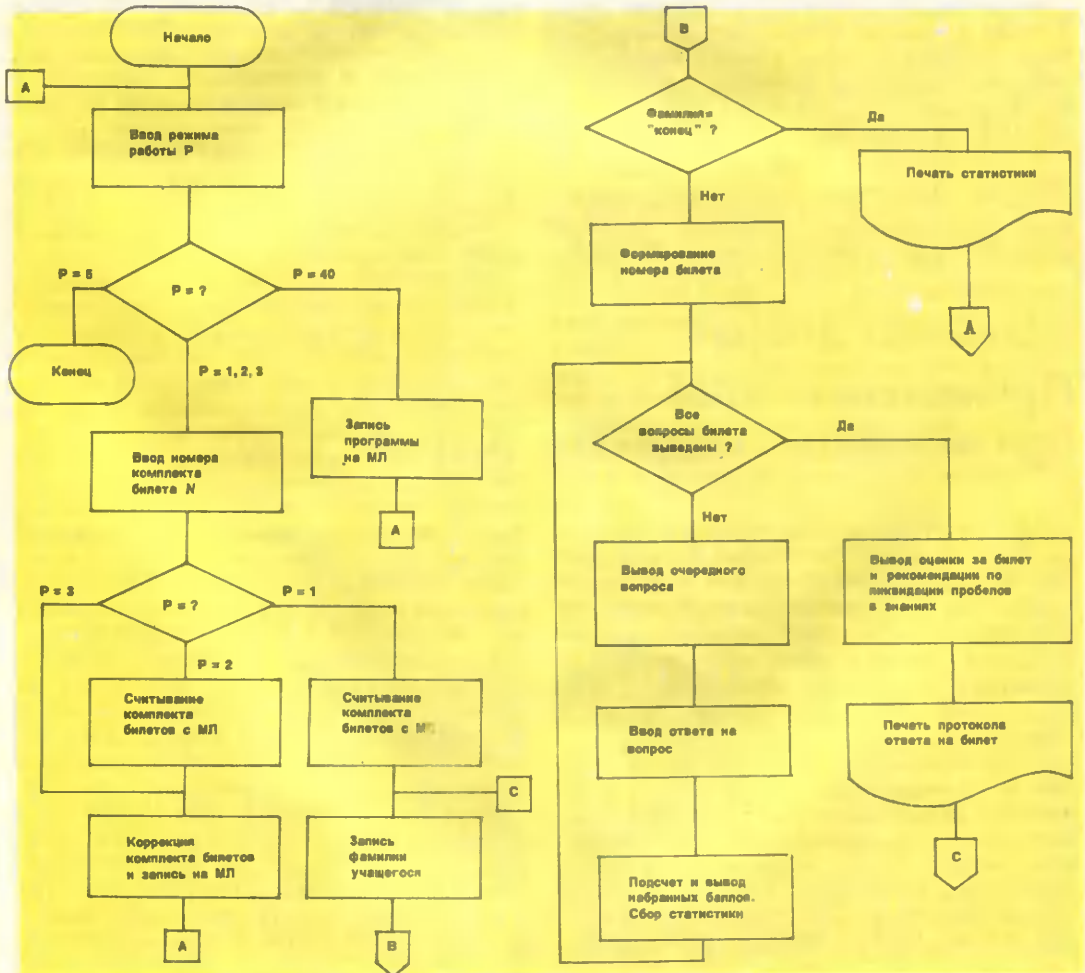 Начало
A
Ввод режима
работы P
P = 5
P = ?
P = 40
Конец
P = 1, 2, 3
Ввод номера
комплекта
билета N
Запись
программы
на МЛ
A
P = 3
P = ?
P = 1
P = 2
Считывание
комплекта
билетов с МЛ
Считывание
комплекта
билетов с
C
Коррекция
комплекта билетов
и запись на МЛ
Запись
фамилии
учащегося
A
B
B
Фамилия=
"конец" ?
Да
Печать статистики
Нет
Формирование
номера билета
A
Все
вопросы билета
выведены ?
Да
Нет
Вывод очередного
вопроса
Вывод оценки за билет
и рекомендации по
ликвидации пробелов
в знаниях
Ввод ответа на
вопрос
Печать протокола
ответа на билет
C
Подсчет и вывод
набранных баллов.
Сбор статистики